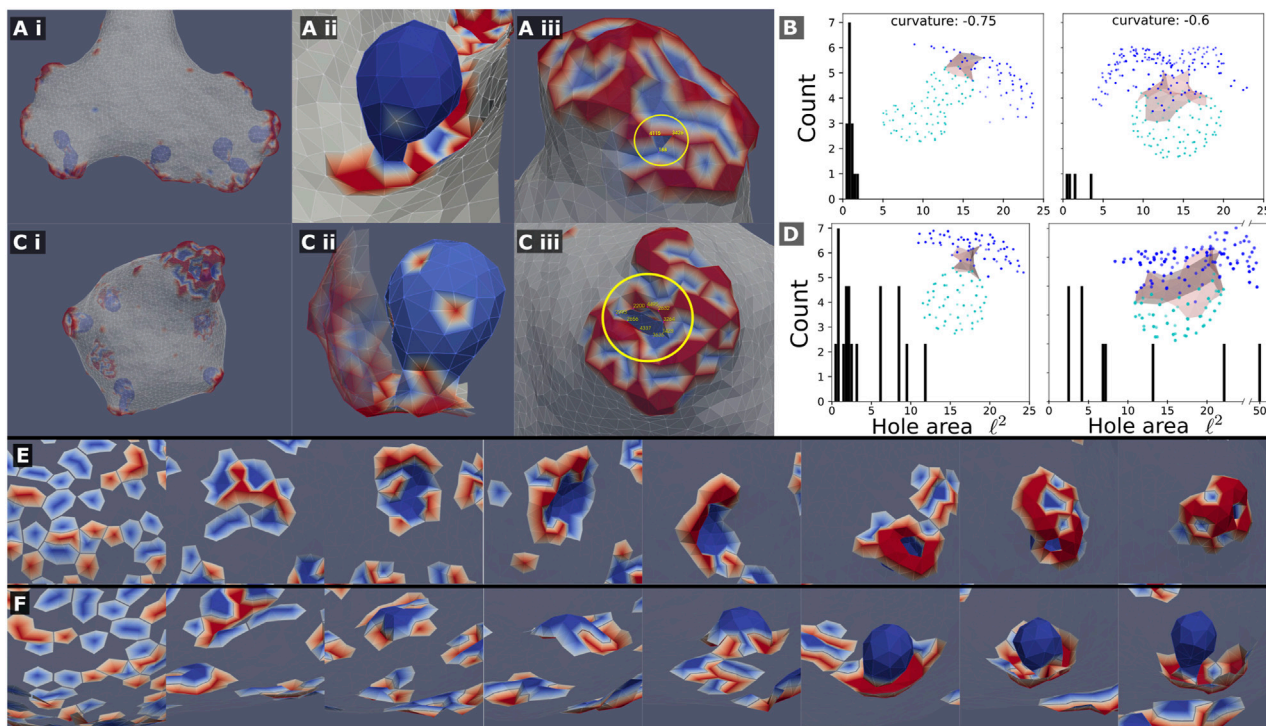 A i
A ii
A iii
B
curvature: -0.75
curvature: -0.6
Count
7
6
5
4
3
2
1
0
0 5 10 15 20 25
0 5 10 15 20 25
C i
C ii
C iii
2200
4337
D
Count
7
6
5
4
3
2
1
0
0 5 10 15 20 25
0 5 10 15 20 50
Hole area ℓ²
Hole area ℓ²
E
F